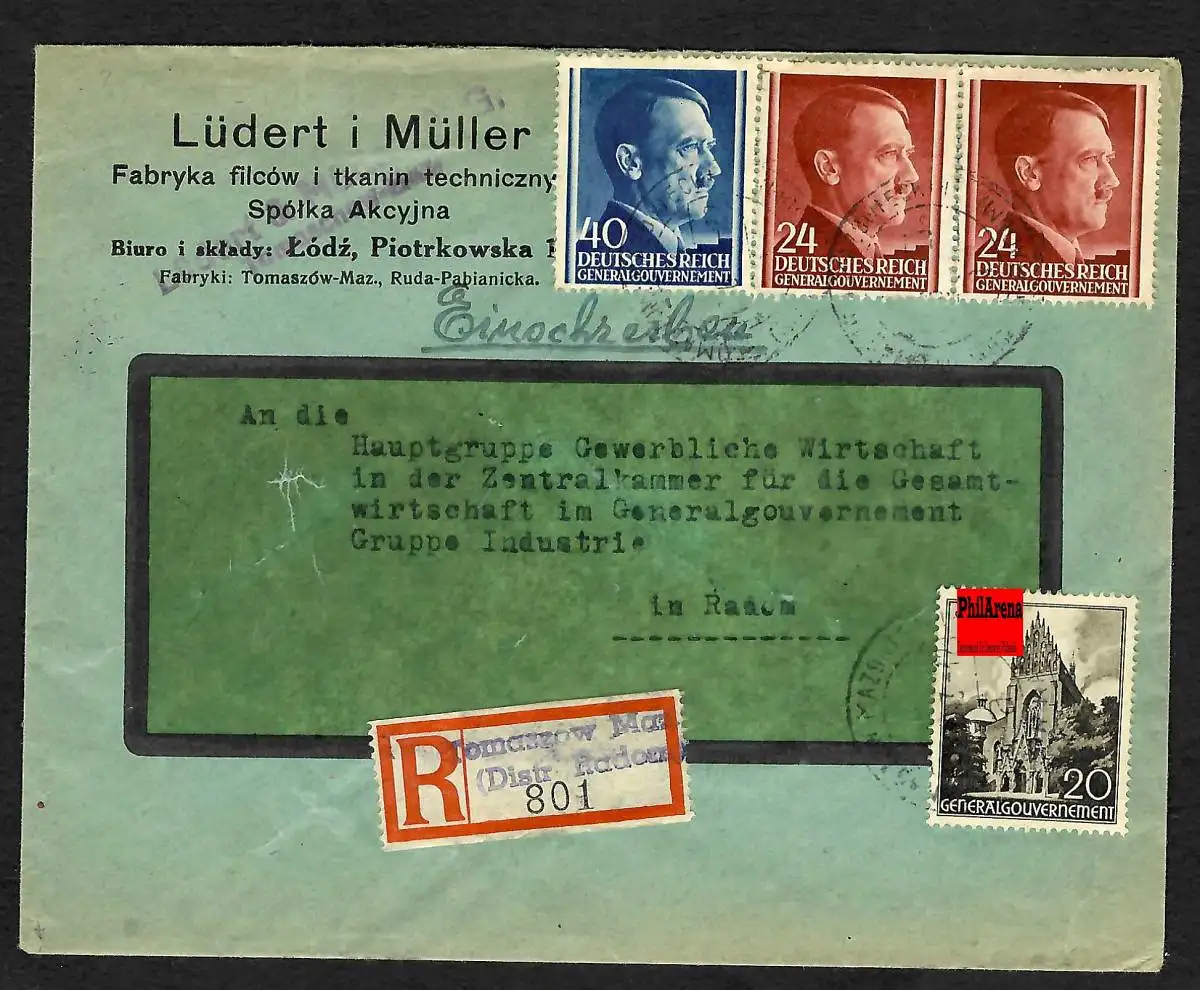 Lüdert i Müller
Fabryka filców i tkanin techniczny
Spółka Akcyjna
Biuro i składy: Łódź, Piotrkowska
Fabryki: Tomaszów-Maz., Ruda-Pabianicka.
40
DEUTSCHES REICH
GENERALGOUVERNEMENT
24
DEUTSCHES REICH
GENERALGOUVERNEMENT
24
DEUTSCHES REICH
GENERALGOUVERNEMENT
Einschreiben
An die
Hauptgruppe Gewerbliche Wirtschaft
in der Zentralkammer für die Gesamt-
wirtschaft im Generalgouvernement
Gruppe Industrie
in Radom
PhilArena
20
GENERALGOUVERNEMENT
R
Tomaszow Maz
(Distr. Radom)
801